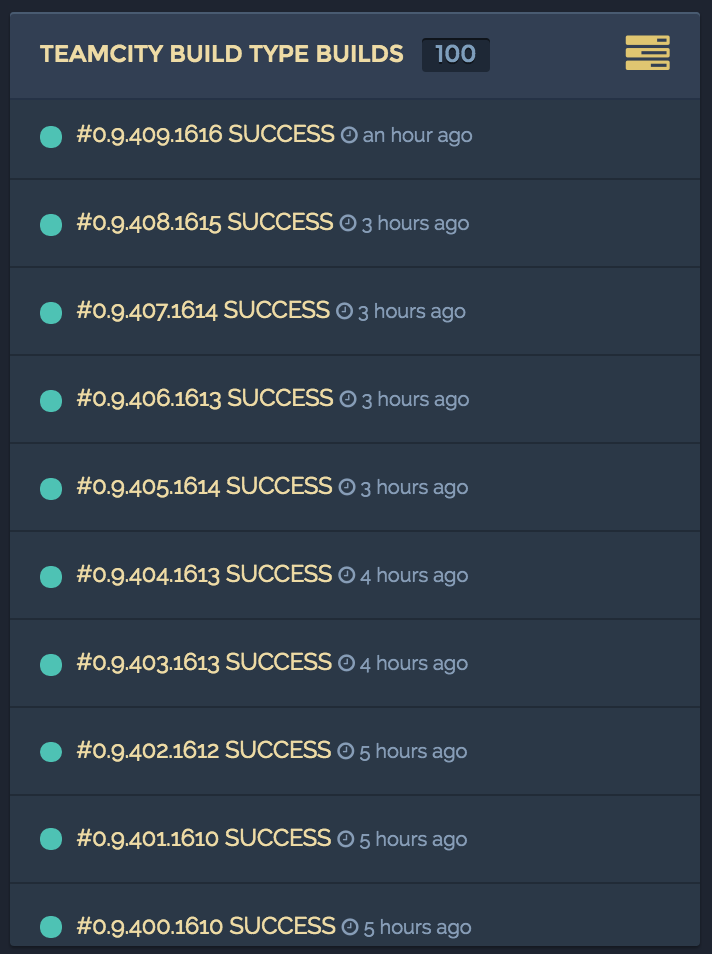 TEAMCITY BUILD TYPE BUILDS 100
#0.9.409.1616 SUCCESS an hour ago
#0.9.408.1615 SUCCESS 3 hours ago
#0.9.407.1614 SUCCESS 3 hours ago
#0.9.406.1613 SUCCESS 3 hours ago
#0.9.405.1614 SUCCESS 3 hours ago
#0.9.404.1613 SUCCESS 4 hours ago
#0.9.403.1613 SUCCESS 4 hours ago
#0.9.402.1612 SUCCESS 5 hours ago
#0.9.401.1610 SUCCESS 5 hours ago
#0.9.400.1610 SUCCESS 5 hours ago